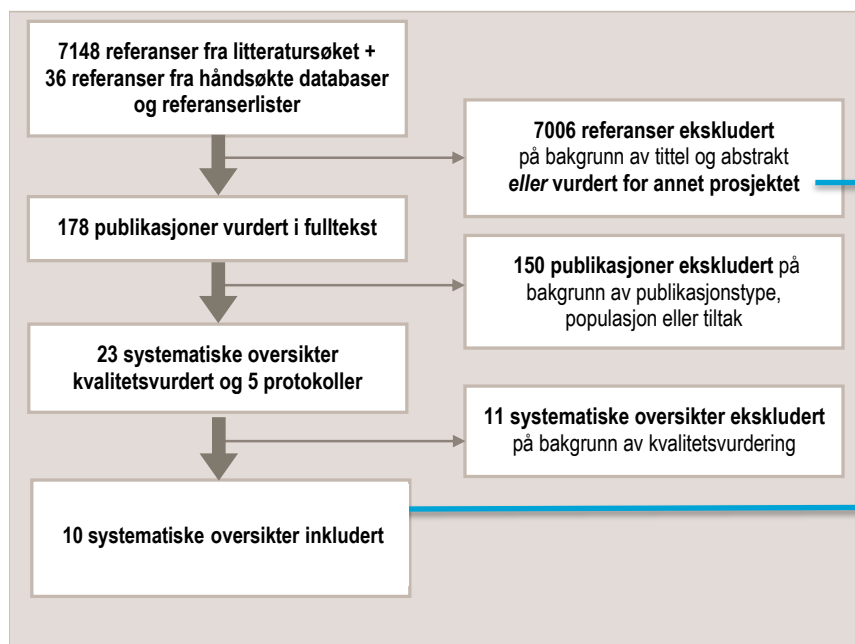 7148 referanser fra litteratursøket +
36 referanser fra håndsøkte databaser
og referanserlister
7006 referanser ekskludert
på bakgrunn av tittel og abstrakt
eller vurdert for annet prosjektet
178 publikasjoner vurdert i fulltekst
150 publikasjoner ekskludert på
bakgrunn av publikasjonstype,
populasjon eller tiltak
23 systematiske oversikter
kvalitetsvurdert og 5 protokoller
11 systematiske oversikter ekskludert
på bakgrunn av kvalitetsvurdering
10 systematiske oversikter inkludert